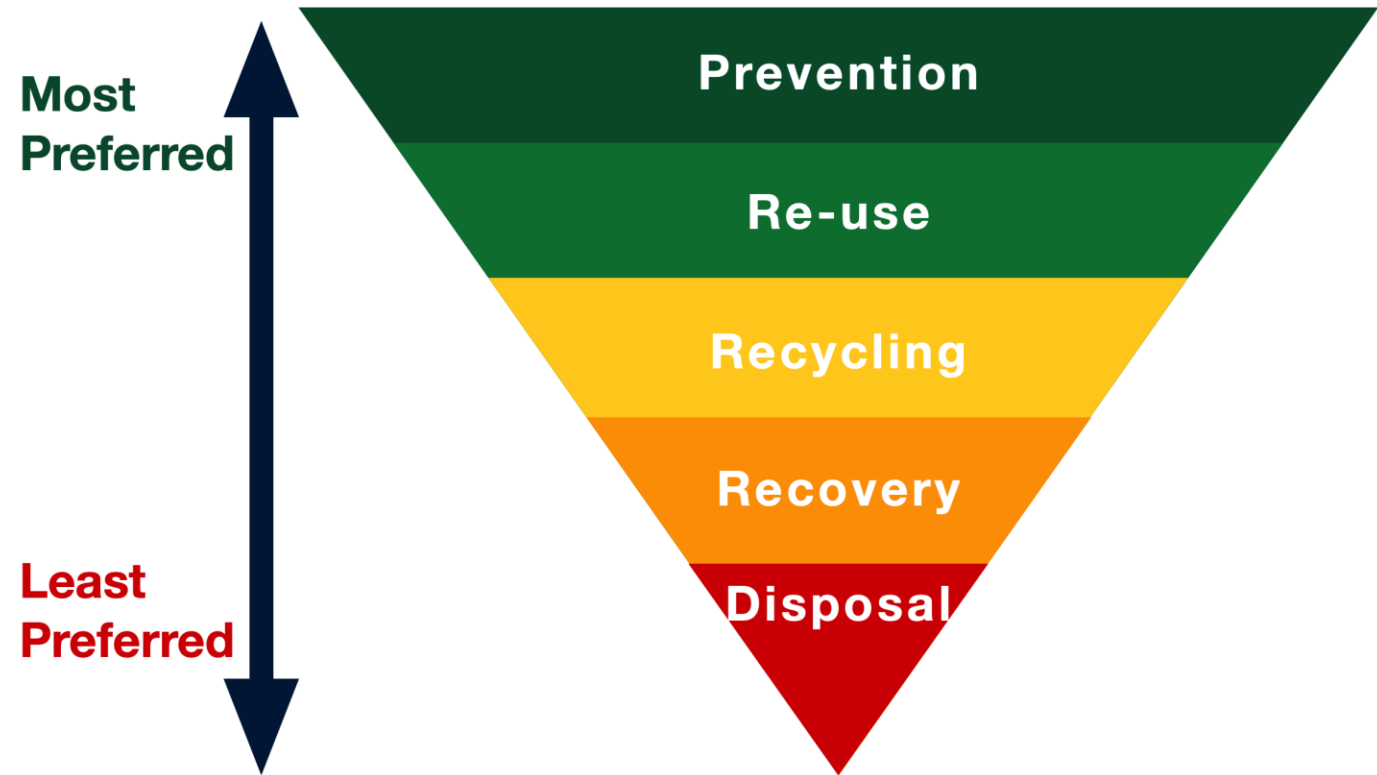 Most
Preferred
Prevention
Re-use
Recycling
Recovery
Least
Preferred
Disposal